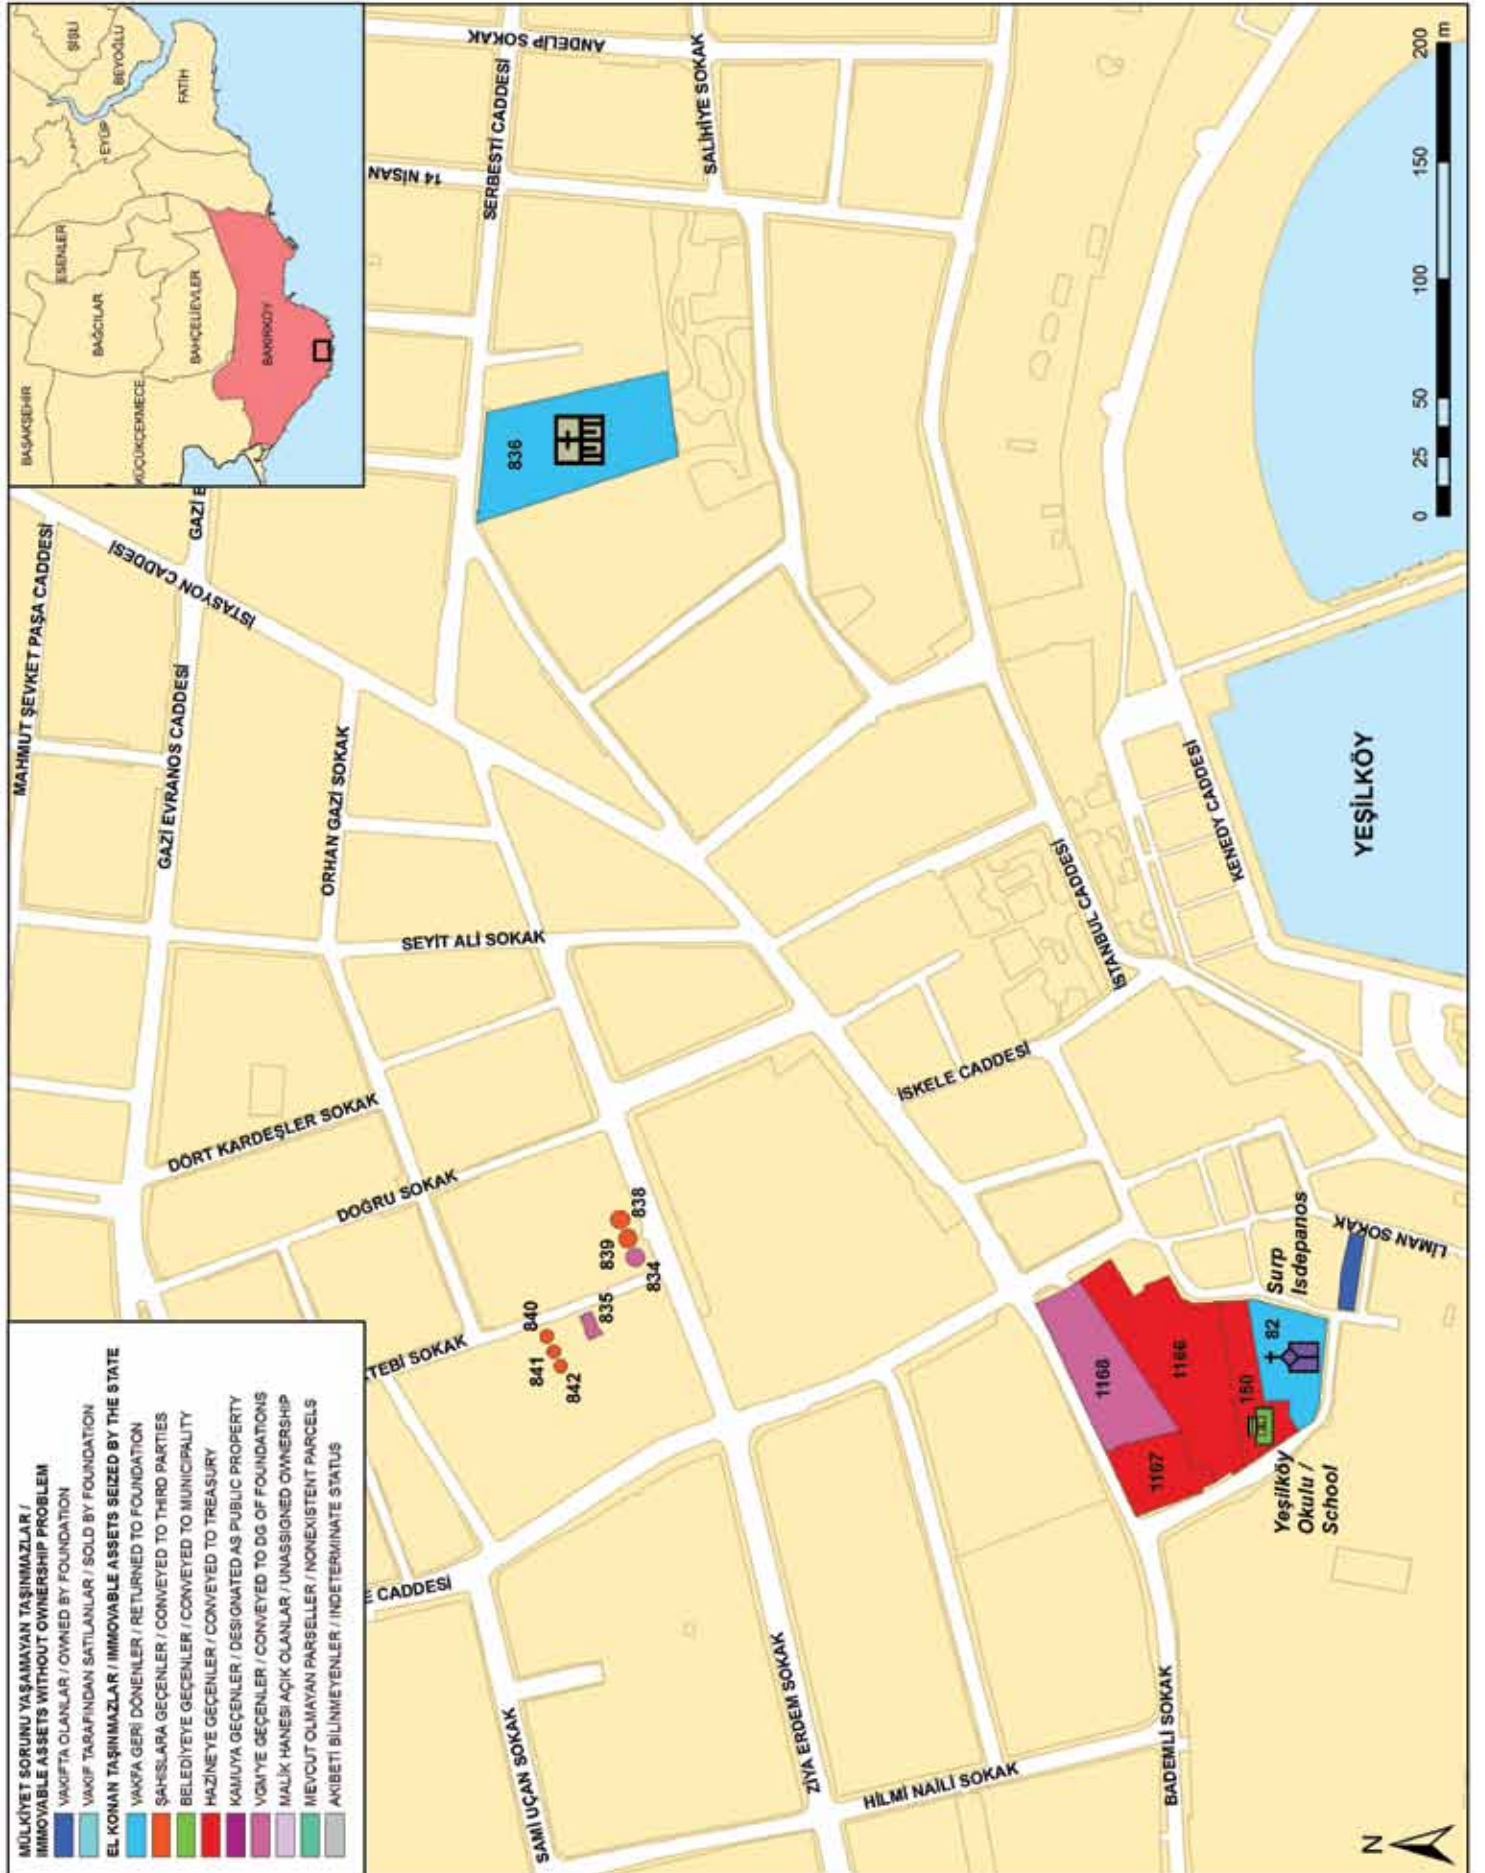 MÜLKİYET SORUNU YAŞAMAYAN TAŞINMAZLAR /
IMMOVABLE ASSETS WITHOUT OWNERSHIP PROBLEM
VAKIFTA OLANLAR / OWNED BY FOUNDATION
VAKIF TARAFINDAN SATILANLAR / SOLD BY FOUNDATION
EL KONAN TAŞINMAZLAR / IMMOVABLE ASSETS SEIZED BY THE STATE
VAKFA GERİ DÖNENLER / RETURNED TO FOUNDATION
ŞAHISLARA GEÇENLER / CONVEYED TO THIRD PARTIES
BELEDİYEYE GEÇENLER / CONVEYED TO MUNICIPALITY
HAZİNE'YE GEÇENLER / CONVEYED TO TREASURY
KAMUYA GEÇENLER / DESIGNATED AS PUBLIC PROPERTY
VGM'YE GEÇENLER / CONVEYED TO DG OF FOUNDATIONS
MALİK HANESİ AÇIK OLANLAR / UNASSIGNED OWNERSHIP
MEVCUT OLMAYAN PARSELLER / NONEXISTENT PARCELS
AKIBETİ BİLİNMEYENLER / INDETERMINATE STATUS
MAHMUT ŞEVKET PAŞA CADDESİ
İSTASYON CADDESİ
GAZİ E
GAZİ EVRANOS CADDESİ
ORHAN GAZİ SOKAK
SEYİT ALİ SOKAK
DÖRT KARDEŞLER SOKAK
DOĞRU SOKAK
TEBİ SOKAK
E CADDESİ
SAMİ UÇAN SOKAK
ZİYA ERDEM SOKAK
HİLMİ NAİLİ SOKAK
BADEMLİ SOKAK
İSKELE CADDESİ
İSTANBUL CADDESİ
KENEDY CADDESİ
LİMAN SOKAK
SERBESTİ CADDESİ
SALİHİYE SOKAK
ANDELİP SOKAK
14 NİSAN
YEŞİLKÖY
836
838
839
834
835
840
841
842
1168
1166
1167
150
82
Surp
Isdepanos
Yeşilköy
Okulu /
School
BAŞAKŞEHİR
KÜÇÜKÇEKMECE
BAĞCILAR
ESENLER
BAHÇELİEVLER
BAKIRKÖY
EYÜP
ŞİŞLİ
BEYOĞLU
FATİH
0 25 50 100 150 200
m
N